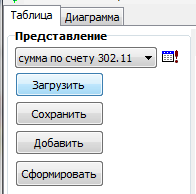 Таблица Диаграмма
Представление
сумма по счету 302.11
Загрузить
Сохранить
Добавить
Сформировать